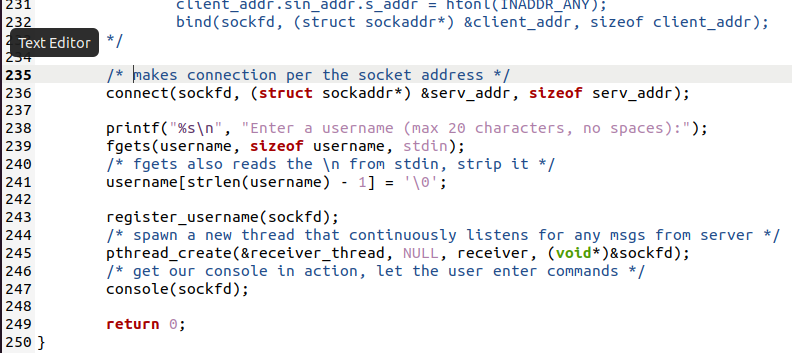 231 client_addr.sin_addr.s_addr = htonl(INADDR_ANY);
232 bind(sockfd, (struct sockaddr*) &client_addr, sizeof client_addr);
*/
Text Editor
234
235 /* makes connection per the socket address */
236 connect(sockfd, (struct sockaddr*) &serv_addr, sizeof serv_addr);
237
238 printf("%s\n", "Enter a username (max 20 characters, no spaces):");
239 fgets(username, sizeof username, stdin);
240 /* fgets also reads the \n from stdin, strip it */
241 username[strlen(username) - 1] = '\0';
242
243 register_username(sockfd);
244 /* spawn a new thread that continuously listens for any msgs from server */
245 pthread_create(&receiver_thread, NULL, receiver, (void*)&sockfd);
246 /* get our console in action, let the user enter commands */
247 console(sockfd);
248
249 return 0;
250 }